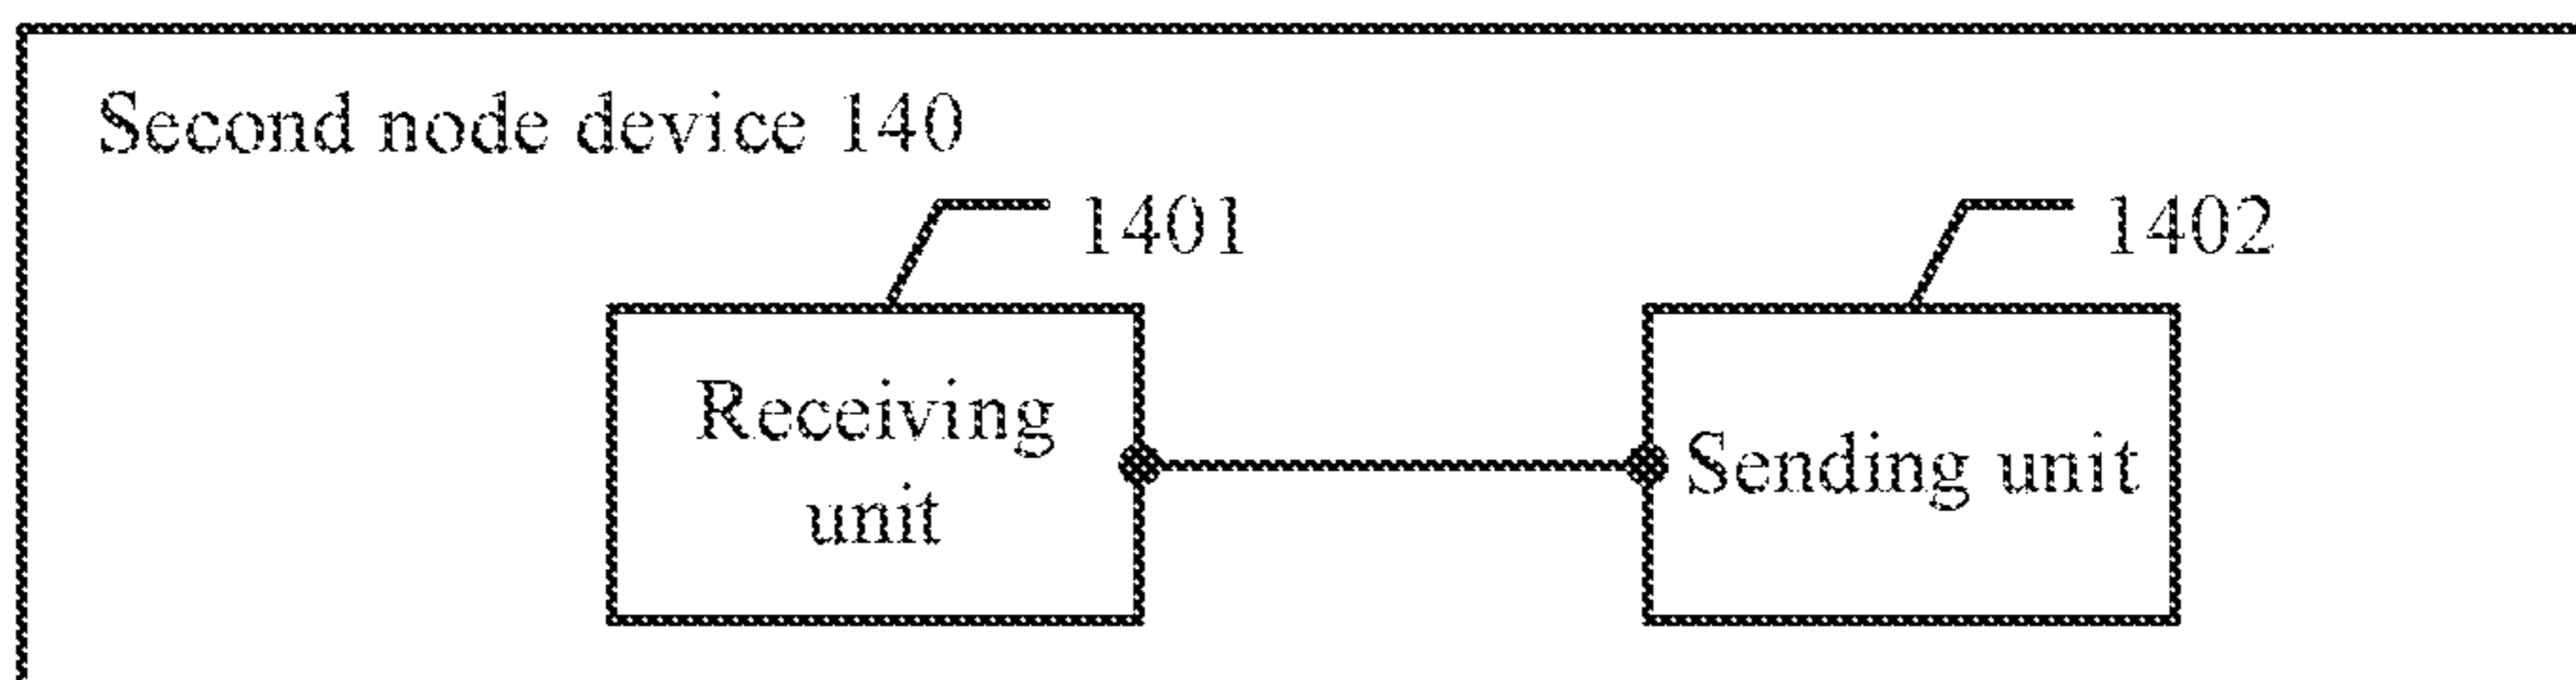 Second node device 140
1401
1402
Receiving
unit
Sending unit